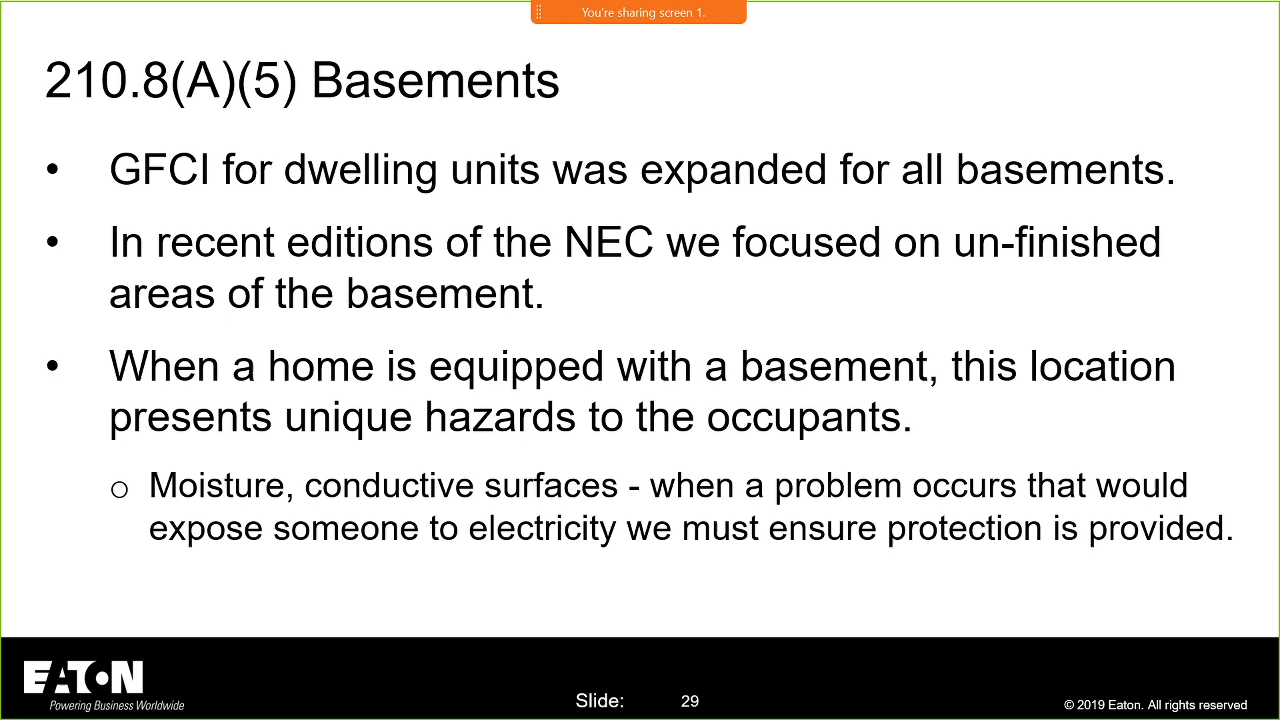 You're sharing screen 1.
210.8(A)(5) Basements
• GFCI for dwelling units was expanded for all basements.
• In recent editions of the NEC we focused on un-finished
areas of the basement.
• When a home is equipped with a basement, this location
presents unique hazards to the occupants.
o Moisture, conductive surfaces - when a problem occurs that would
expose someone to electricity we must ensure protection is provided.
EATON
Powering Business Worldwide
Slide: 29
© 2019 Eaton. All rights reserved